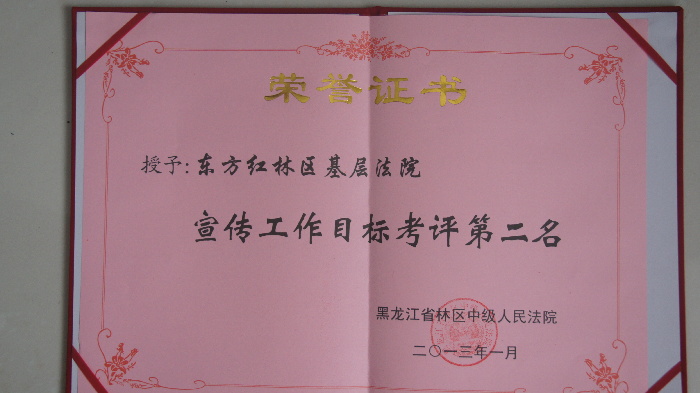 荣誉证书
授予:东方红林区基层法院
宣传工作目标考评第二名
黑龙江省林区中级人民法院
二〇一三年一月